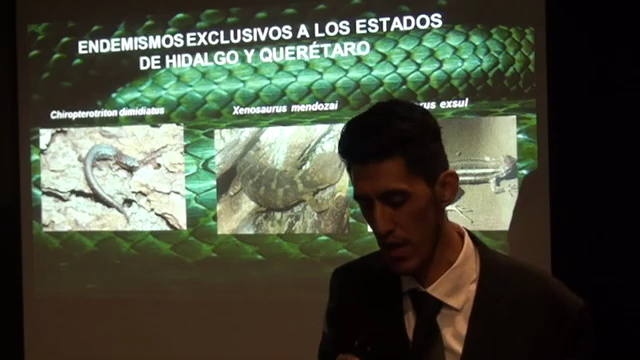 ENDEMISMOS EXCLUSIVOS A LOS ESTADOS
DE HIDALGO Y QUERÉTARO
Chiropterotriton dimidiatus Xenosaurus mendozai exsul